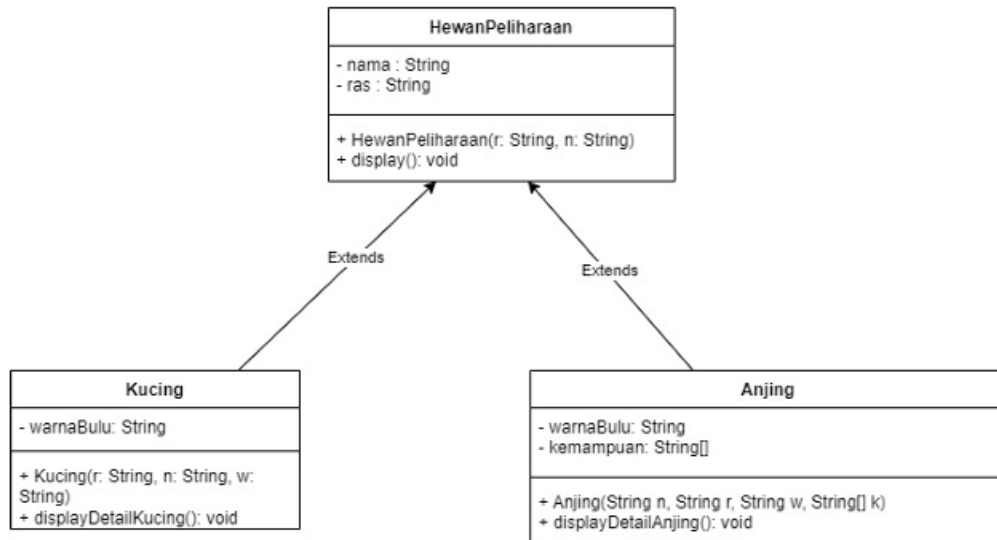 HewanPeliharaan
- nama : String
- ras : String
+ HewanPeliharaan(r: String, n: String)
+ display(): void
Extends
Extends
Kucing
- warnaBulu: String
+ Kucing(r: String, n: String, w:
String)
+ displayDetailKucing(): void
Anjing
- warnaBulu: String
- kemampuan: String[]
+ Anjing(String n, String r, String w, String[] k)
+ displayDetailAnjing(): void